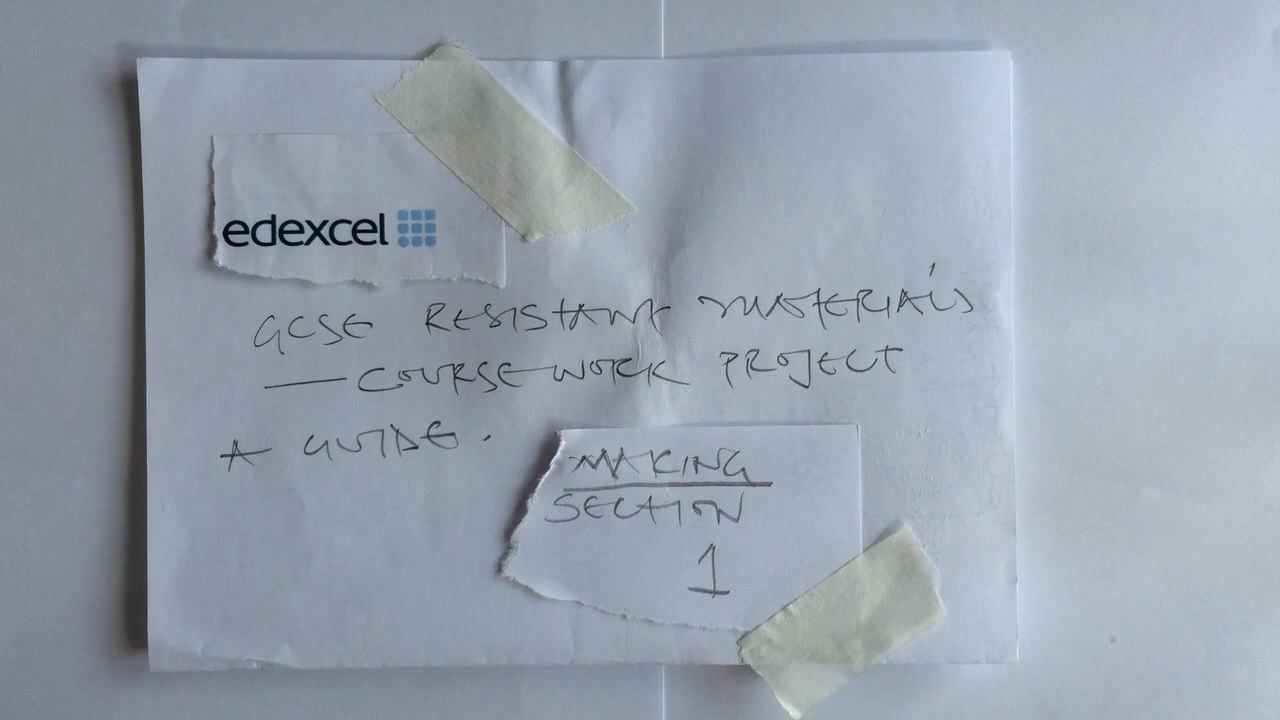 edexcel
GCSE RESISTANT MATERIALS
— COURSEWORK PROJECT
A GUIDE.
MAKING
SECTION
1